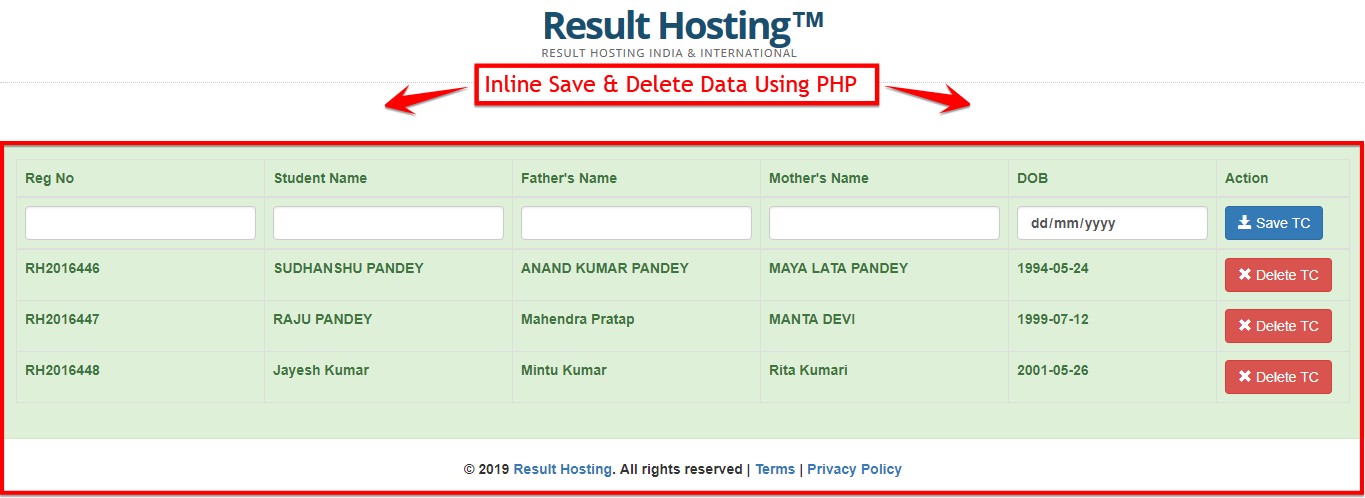 Result Hosting™
RESULT HOSTING INDIA & INTERNATIONAL
Inline Save & Delete Data Using PHP
Reg No Student Name Father's Name Mother's Name DOB Action
dd/mm/yyyy Save TC
RH2016446 SUDHANSHU PANDEY ANAND KUMAR PANDEY MAYA LATA PANDEY 1994-05-24 Delete TC
RH2016447 RAJU PANDEY Mahendra Pratap MANTA DEVI 1999-07-12 Delete TC
RH2016448 Jayesh Kumar Mintu Kumar Rita Kumari 2001-05-26 Delete TC
© 2019 Result Hosting. All rights reserved | Terms | Privacy Policy